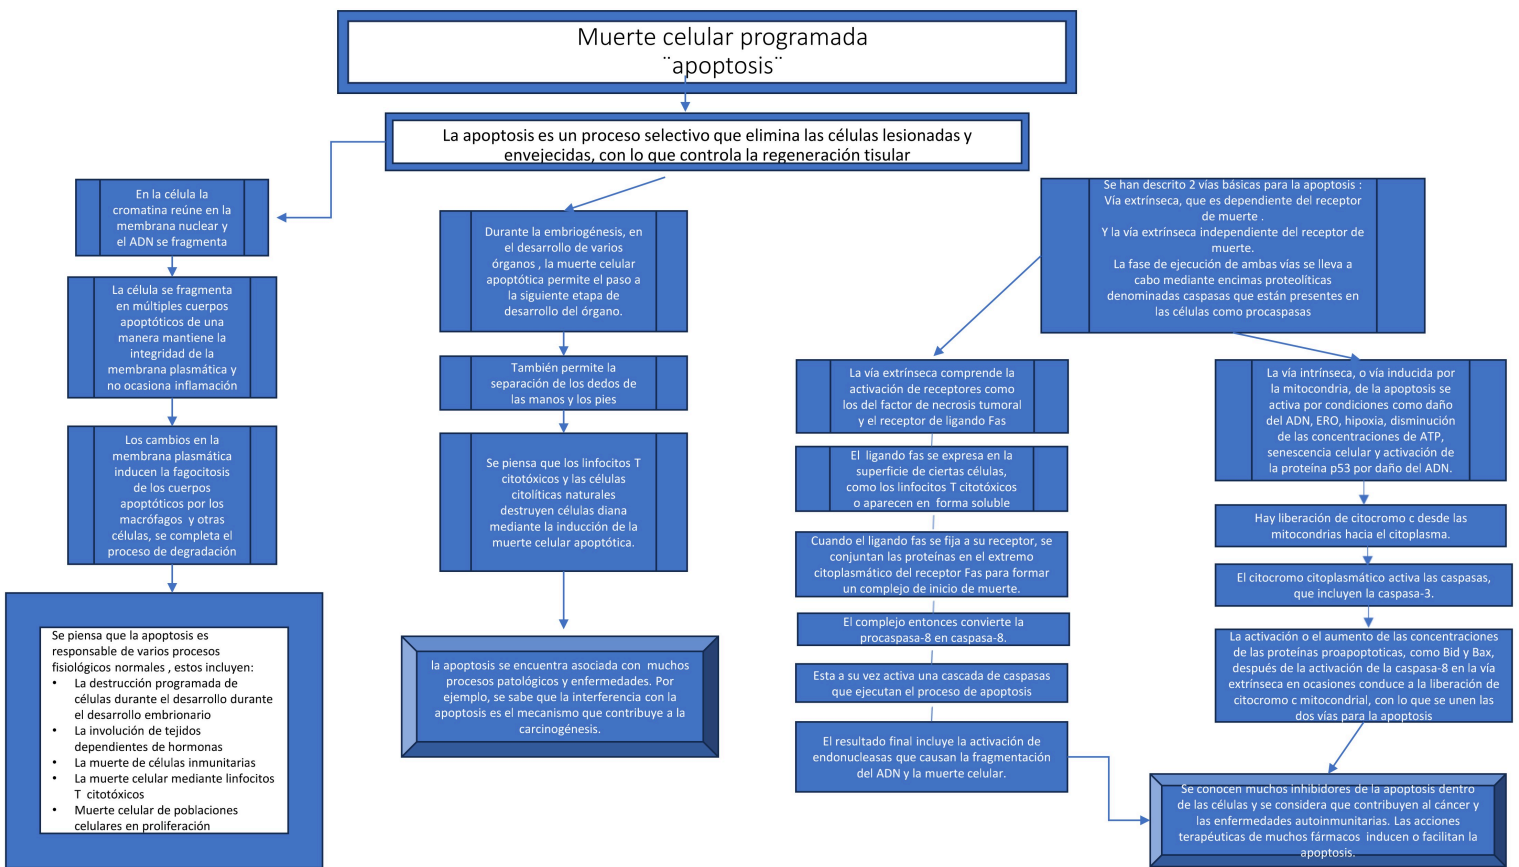 Muerte celular programada
¨apoptosis¨
La apoptosis es un proceso selectivo que elimina las células lesionadas y
envejecidas, con lo que controla la regeneración tisular
En la célula la
cromatina reúne en la
membrana nuclear y
el ADN se fragmenta
La célula se fragmenta
en múltiples cuerpos
apoptóticos de una
manera mantiene la
integridad de la
membrana plasmática y
no ocasiona inflamación
Los cambios en la
membrana plasmática
inducen la fagocitosis
de los cuerpos
apoptóticos por los
macrófagos y otras
células, se completa el
proceso de degradación
Se piensa que la apoptosis es
responsable de varios procesos
fisiológicos normales , estos incluyen:
• La destrucción programada de
células durante el desarrollo durante
el desarrollo embrionario
• La involución de tejidos
dependientes de hormonas
• La muerte de células inmunitarias
• La muerte celular mediante linfocitos
T citotóxicos
• Muerte celular de poblaciones
celulares en proliferación
Durante la embriogénesis, en
el desarrollo de varios
órganos , la muerte celular
apoptótica permite el paso a
la siguiente etapa de
desarrollo del órgano.
También permite la
separación de los dedos de
las manos y los pies
Se piensa que los linfocitos T
citotóxicos y las células
citolíticas naturales
destruyen células diana
mediante la inducción de la
muerte celular apoptótica.
la apoptosis se encuentra asociada con muchos
procesos patológicos y enfermedades. Por
ejemplo, se sabe que la interferencia con la
apoptosis es el mecanismo que contribuye a la
carcinogénesis.
Se han descrito 2 vías básicas para la apoptosis :
Vía extrínseca, que es dependiente del receptor
de muerte .
Y la vía extrínseca independiente del receptor de
muerte.
La fase de ejecución de ambas vías se lleva a
cabo mediante encimas proteolíticas
denominadas caspasas que están presentes en
las células como procaspasas
La vía extrínseca comprende la
activación de receptores como
los del factor de necrosis tumoral
y el receptor de ligando Fas
El ligando fas se expresa en la
superficie de ciertas células,
como los linfocitos T citotóxicos
o aparecen en forma soluble
Cuando el ligando fas se fija a su receptor, se
conjuntan las proteínas en el extremo
citoplasmático del receptor Fas para formar
un complejo de inicio de muerte.
El complejo entonces convierte la
procaspasa-8 en caspasa-8.
Esta a su vez activa una cascada de caspasas
que ejecutan el proceso de apoptosis
El resultado final incluye la activación de
endonucleasas que causan la fragmentación
del ADN y la muerte celular.
La vía intrínseca, o vía inducida por
la mitocondria, de la apoptosis se
activa por condiciones como daño
del ADN, ERO, hipoxia, disminución
de las concentraciones de ATP,
senescencia celular y activación de
la proteína p53 por daño del ADN.
Hay liberación de citocromo c desde las
mitocondrias hacia el citoplasma.
El citocromo citoplasmático activa las caspasas,
que incluyen la caspasa-3.
La activación o el aumento de las concentraciones
de las proteínas proapoptoticas, como Bid y Bax,
después de la activación de la caspasa-8 en la vía
extrínseca en ocasiones conduce a la liberación de
citocromo c mitocondrial, con lo que se unen las
dos vías para la apoptosis
Se conocen muchos inhibidores de la apoptosis dentro
de las células y se considera que contribuyen al cáncer y
las enfermedades autoinmunitarias. Las acciones
terapéuticas de muchos fármacos inducen o facilitan la
apoptosis.